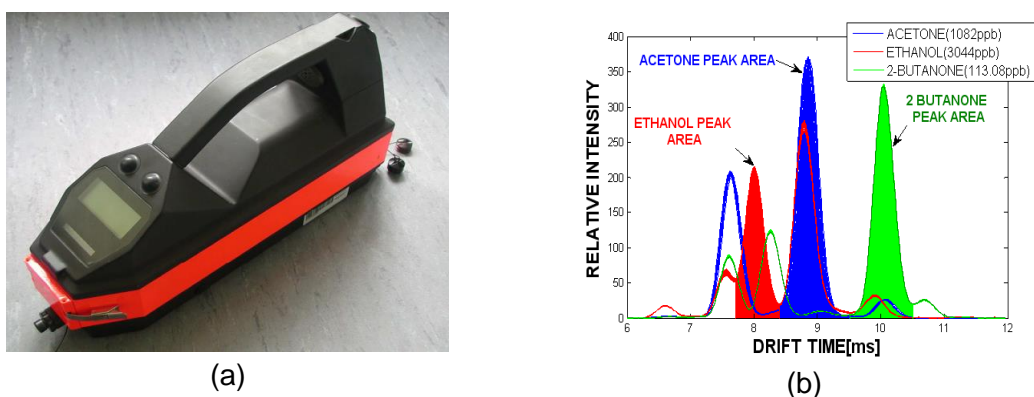 (a)
ACETONE(1082ppb)
ETHANOL(3044ppb)
2-BUTANONE(113.08ppb)
ACETONE PEAK AREA
ETHANOL PEAK
AREA
2 BUTANONE
PEAK AREA
RELATIVE INTENSITY
400
350
300
250
200
150
100
50
0
6 7 8 9 10 11 12
DRIFT TIME[ms]
(b)